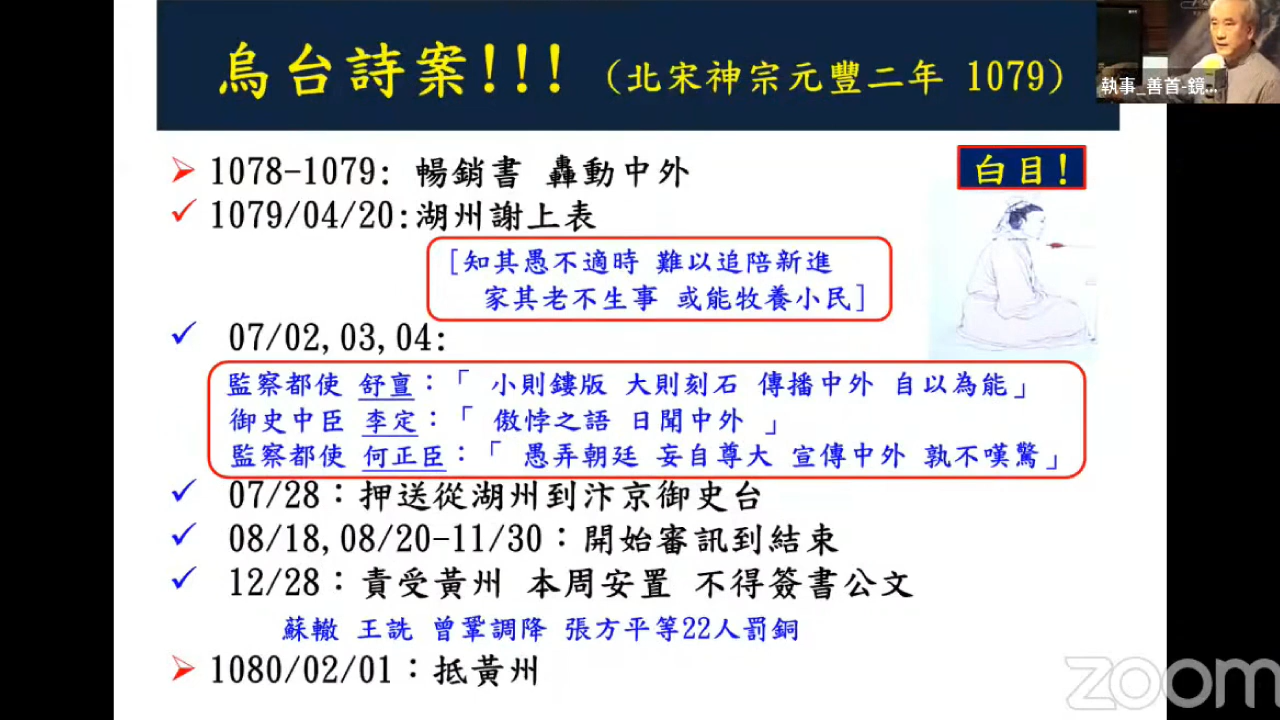 烏台詩案!!! (北宋神宗元豐二年 1079)
執事_善首-鏡...
1078-1079: 暢銷書 轟動中外
白目!
1079/04/20:湖州謝上表
[知其愚不適時 難以追陪新進
家其老不生事 或能牧養小民]
07/02,03,04:
監察都使 舒亶:「 小則鏤版 大則刻石 傳播中外 自以為能」
御史中臣 李定:「 傲悖之語 日聞中外 」
監察都使 何正臣:「 愚弄朝廷 妄自尊大 宣傳中外 孰不嘆驚」
07/28:押送從湖州到汴京御史台
08/18,08/20-11/30:開始審訊到結束
12/28:責受黃州 本周安置 不得簽書公文
蘇轍 王詵 曾鞏調降 張方平等22人罰銅
1080/02/01:抵黃州
zoom